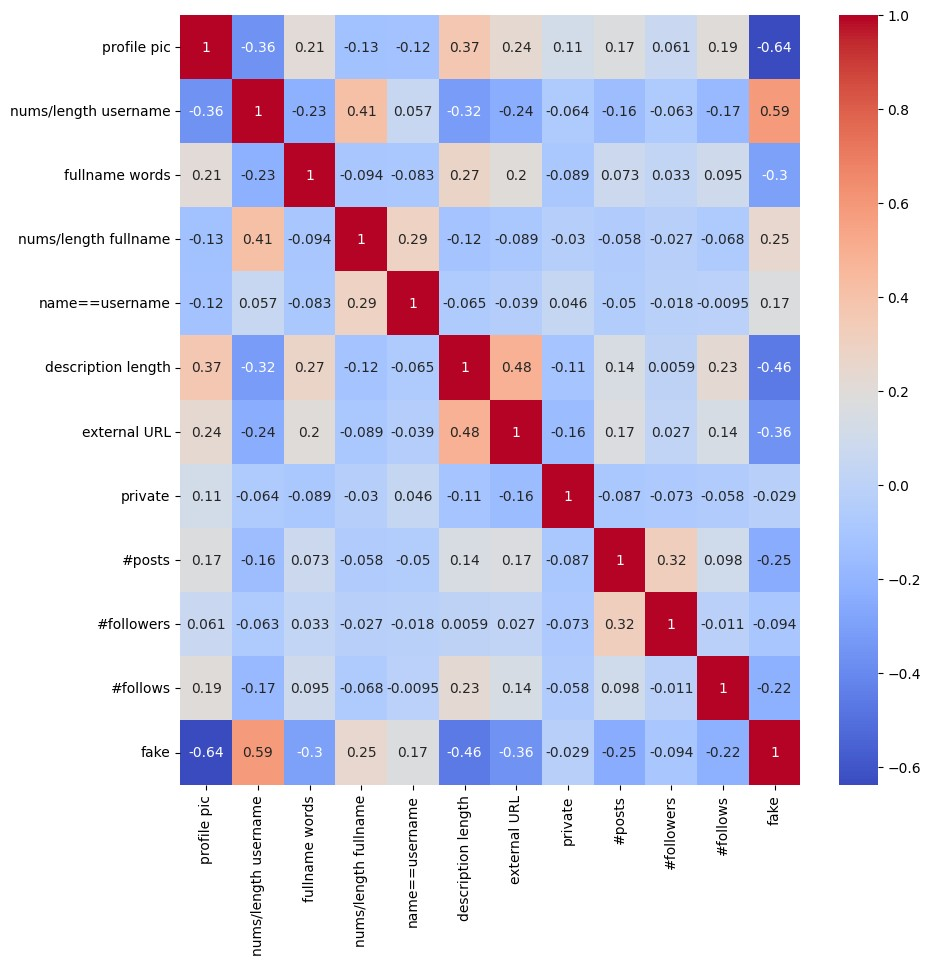 profile pic 1 -0.36 0.21 -0.13 -0.12 0.37 0.24 0.11 0.17 0.061 0.19 -0.64
nums/length username -0.36 1 -0.23 0.41 0.057 -0.32 -0.24 -0.064 -0.16 -0.063 -0.17 0.59
fullname words 0.21 -0.23 1 -0.094 -0.083 0.27 0.2 -0.089 0.073 0.033 0.095 -0.3
nums/length fullname -0.13 0.41 -0.094 1 0.29 -0.12 -0.089 -0.03 -0.058 -0.027 -0.068 0.25
name==username -0.12 0.057 -0.083 0.29 1 -0.065 -0.039 0.046 -0.05 -0.018 -0.0095 0.17
description length 0.37 -0.32 0.27 -0.12 -0.065 1 0.48 -0.11 0.14 0.0059 0.23 -0.46
external URL 0.24 -0.24 0.2 -0.089 -0.039 0.48 1 -0.16 0.17 0.027 0.14 -0.36
private 0.11 -0.064 -0.089 -0.03 0.046 -0.11 -0.16 1 -0.087 -0.073 -0.058 -0.029
#posts 0.17 -0.16 0.073 -0.058 -0.05 0.14 0.17 -0.087 1 0.32 0.098 -0.25
#followers 0.061 -0.063 0.033 -0.027 -0.018 0.0059 0.027 -0.073 0.32 1 -0.011 -0.094
#follows 0.19 -0.17 0.095 -0.068 -0.0095 0.23 0.14 -0.058 0.098 -0.011 1 -0.22
fake -0.64 0.59 -0.3 0.25 0.17 -0.46 -0.36 -0.029 -0.25 -0.094 -0.22 1
profile pic
nums/length username
fullname words
nums/length fullname
name==username
description length
external URL
private
#posts
#followers
#follows
fake
1.0
0.8
0.6
0.4
0.2
0.0
−0.2
−0.4
−0.6